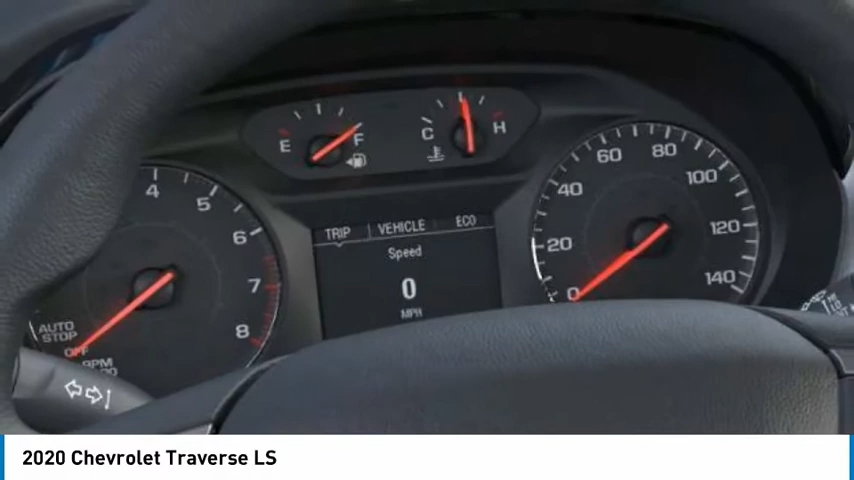 E F
C H
4
5
6
7
8
AUTO
STOP
OFF
RPM
TRIP VEHICLE ECO
Speed
0
MPH
0
20
40
60
80
100
120
140
2020 Chevrolet Traverse LS